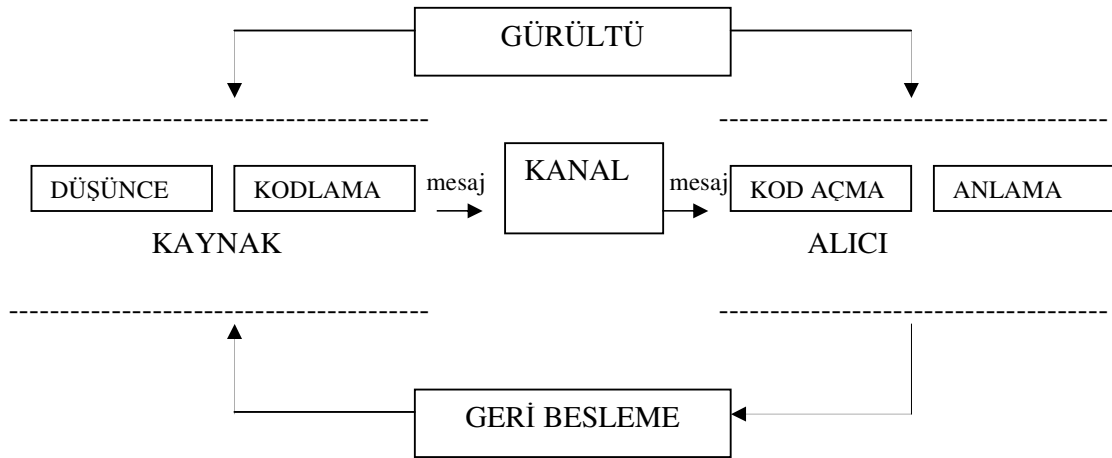 GÜRÜLTÜ
DÜŞÜNCE
KODLAMA
mesaj
KANAL
mesaj
KOD AÇMA
ANLAMA
KAYNAK
ALICI
GERİ BESLEME